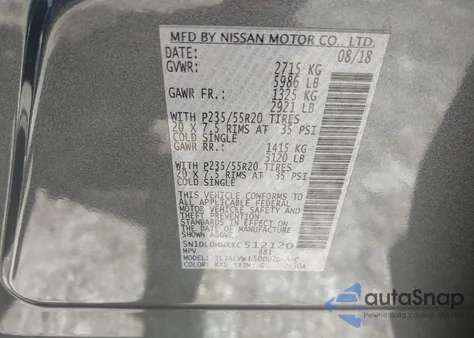 MFD BY NISSAN MOTOR CO., LTD.
DATE: 08/18
GVWR: 2715 KG
5986 LB
GAWR FR.: 1325 KG
2921 LB
WITH P235/55R20 TIRES
20 X 7.5 RIMS AT 35 PSI
COLD SINGLE
GAWR RR.: 1415 KG
3120 LB
WITH P235/55R20 TIRES
20 X 7.5 RIMS AT 35 PSI
COLD SINGLE
THIS VEHICLE CONFORMS TO
ALL APPLICABLE FEDERAL
MOTOR VEHICLE SAFETY AND
THEFT PREVENTION
STANDARDS IN EFFECT ON
THE DATE OF MANUFACTURE
SHOWN ABOVE.
MPV
MODEL:
COLOR: KAD TRIM: G
autoSnap